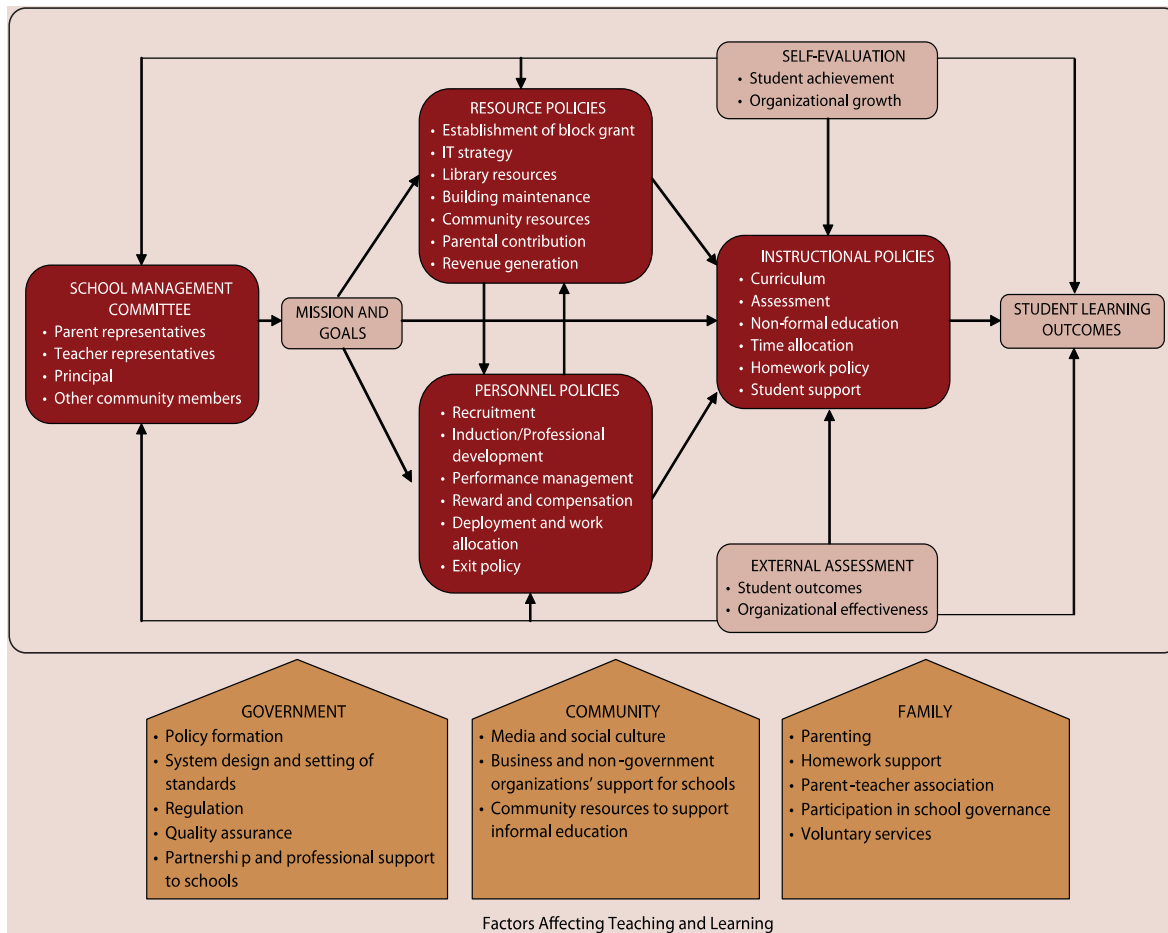 SELF-EVALUATION
• Student achievement
• Organizational growth
RESOURCE POLICIES
• Establishment of block grant
• IT strategy
• Library resources
• Building maintenance
• Community resources
• Parental contribution
• Revenue generation
SCHOOL MANAGEMENT
COMMITTEE
• Parent representatives
• Teacher representatives
• Principal
• Other community members
MISSION AND
GOALS
INSTRUCTIONAL POLICIES
• Curriculum
• Assessment
• Non-formal education
• Time allocation
• Homework policy
• Student support
STUDENT LEARNING
OUTCOMES
PERSONNEL POLICIES
• Recruitment
• Induction/Professional
development
• Performance management
• Reward and compensation
• Deployment and work
allocation
• Exit policy
EXTERNAL ASSESSMENT
• Student outcomes
• Organizational effectiveness
GOVERNMENT
• Policy formation
• System design and setting of
standards
• Regulation
• Quality assurance
• Partnership and professional support
to schools
COMMUNITY
• Media and social culture
• Business and non-government
organizations' support for schools
• Community resources to support
informal education
FAMILY
• Parenting
• Homework support
• Parent-teacher association
• Participation in school governance
• Voluntary services
Factors Affecting Teaching and Learning